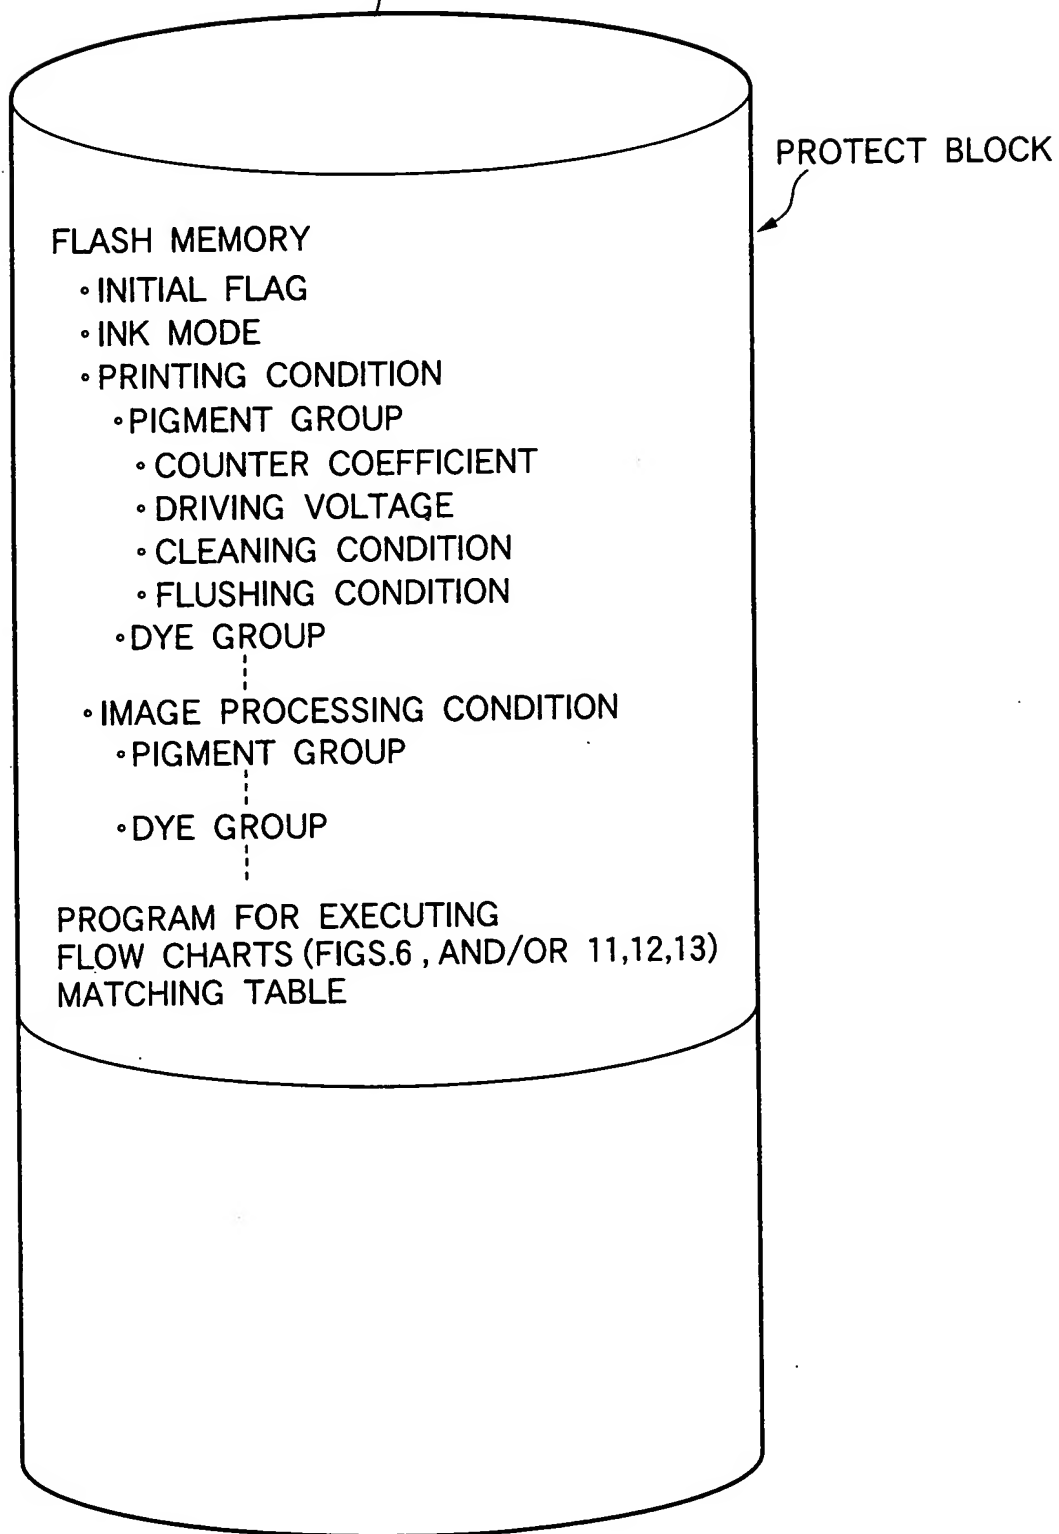 PROTECT BLOCK
FLASH MEMORY
∘ INITIAL FLAG
∘ INK MODE
∘ PRINTING CONDITION
∘ PIGMENT GROUP
∘ COUNTER COEFFICIENT
∘ DRIVING VOLTAGE
∘ CLEANING CONDITION
∘ FLUSHING CONDITION
∘ DYE GROUP
∘ IMAGE PROCESSING CONDITION
∘ PIGMENT GROUP
∘ DYE GROUP
PROGRAM FOR EXECUTING
FLOW CHARTS (FIGS.6 , AND/OR 11,12,13)
MATCHING TABLE